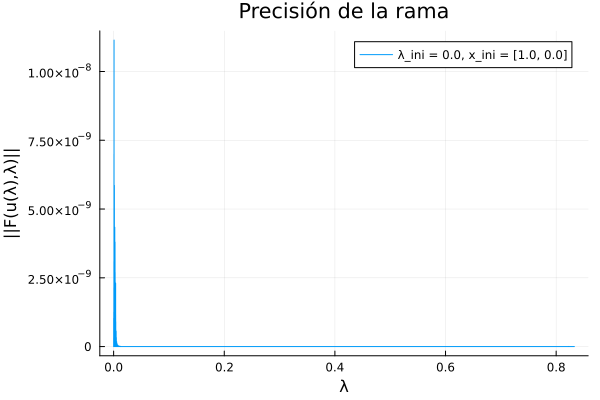 Precisión de la rama
λ_ini = 0.0, x_ini = [1.0, 0.0]
||F(u(λ),λ)||
1.00×10⁻⁸
7.50×10⁻⁹
5.00×10⁻⁹
2.50×10⁻⁹
0
0.0 0.2 0.4 0.6 0.8
λ